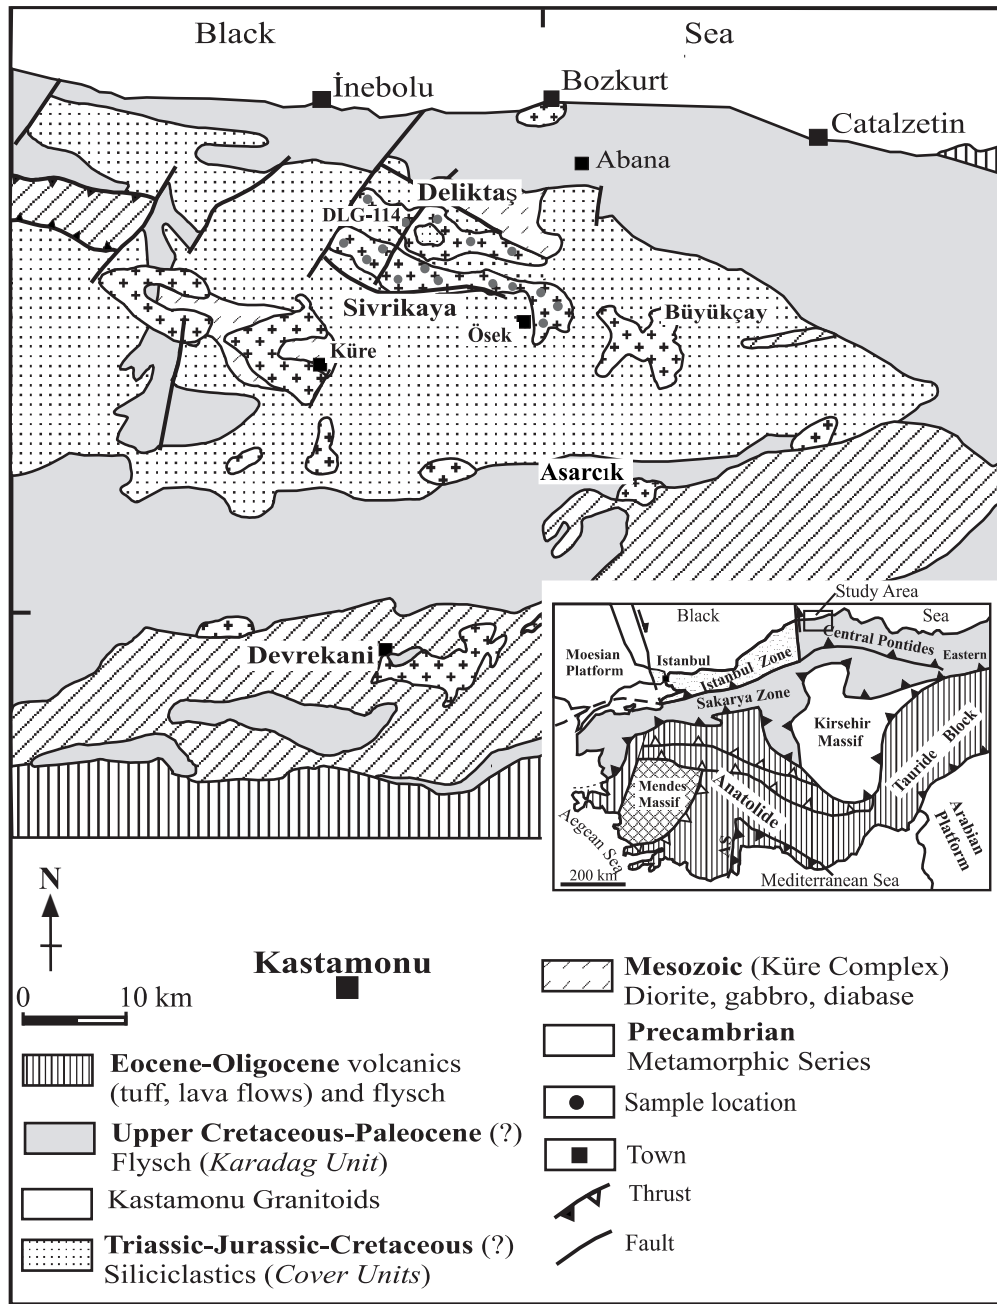 Black
Sea
İnebolu
Bozkurt
Catalzetin
Abana
Deliktaş
DLG-114
Sivrikaya
Ösek
Büyükçay
Küre
Asarcık
Devrekani
Study Area
Black
Sea
Moesian
Platform
Istanbul
Istanbul Zone
Central Pontides
Eastern
Sakarya Zone
Kirsehir
Massif
Tauride Block
Mendes
Massif
Anatolide
Aegean Sea
Arabian
Platform
200 km
Mediterranean Sea
N
Kastamonu
0 10 km
Eocene-Oligocene volcanics
(tuff, lava flows) and flysch
Upper Cretaceous-Paleocene (?)
Flysch (Karadag Unit)
Kastamonu Granitoids
Triassic-Jurassic-Cretaceous (?)
Siliciclastics (Cover Units)
Mesozoic (Küre Complex)
Diorite, gabbro, diabase
Precambrian
Metamorphic Series
Sample location
Town
Thrust
Fault